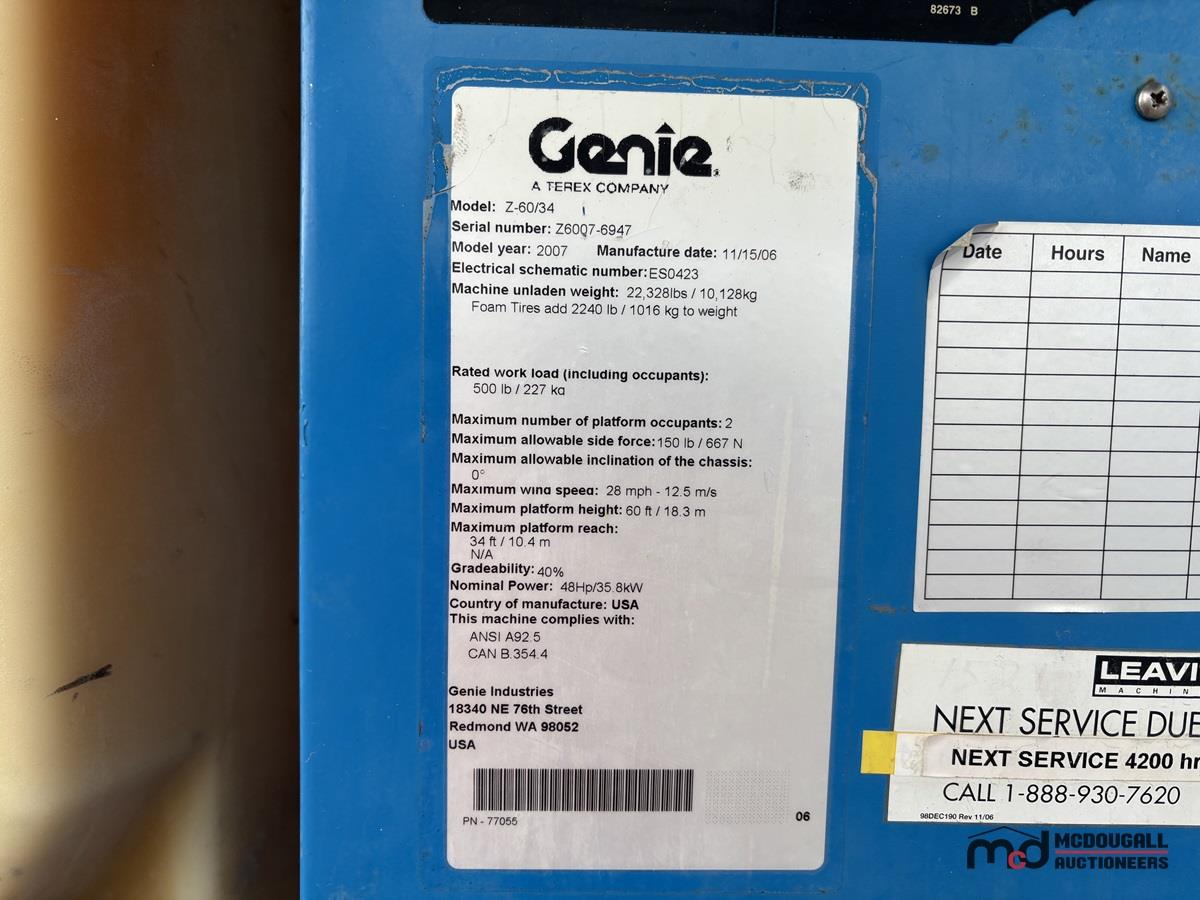 82673 B
Genie
A TEREX COMPANY
Model: Z-60/34
Serial number: Z6007-6947
Model year: 2007 Manufacture date: 11/15/06
Electrical schematic number: ES0423
Machine unladen weight: 22,328lbs / 10,128kg
Foam Tires add 2240 lb / 1016 kg to weight
Rated work load (including occupants):
500 lb / 227 kg
Maximum number of platform occupants: 2
Maximum allowable side force: 150 lb / 667 N
Maximum allowable inclination of the chassis:
0°
Maximum wind speed: 28 mph - 12.5 m/s
Maximum platform height: 60 ft / 18.3 m
Maximum platform reach:
34 ft / 10.4 m
N/A
Gradeability: 40%
Nominal Power: 48Hp/35.8kW
Country of manufacture: USA
This machine complies with:
ANSI A92.5
CAN B.354.4
Genie Industries
18340 NE 76th Street
Redmond WA 98052
USA
PN - 77055
06
Date Hours Name
LEAVI
MACHIN
NEXT SERVICE DUE
NEXT SERVICE 4200 hr
CALL 1-888-930-7620
98DEC190 Rev 11/06
mcd MCDOUGALL
AUCTIONEERS